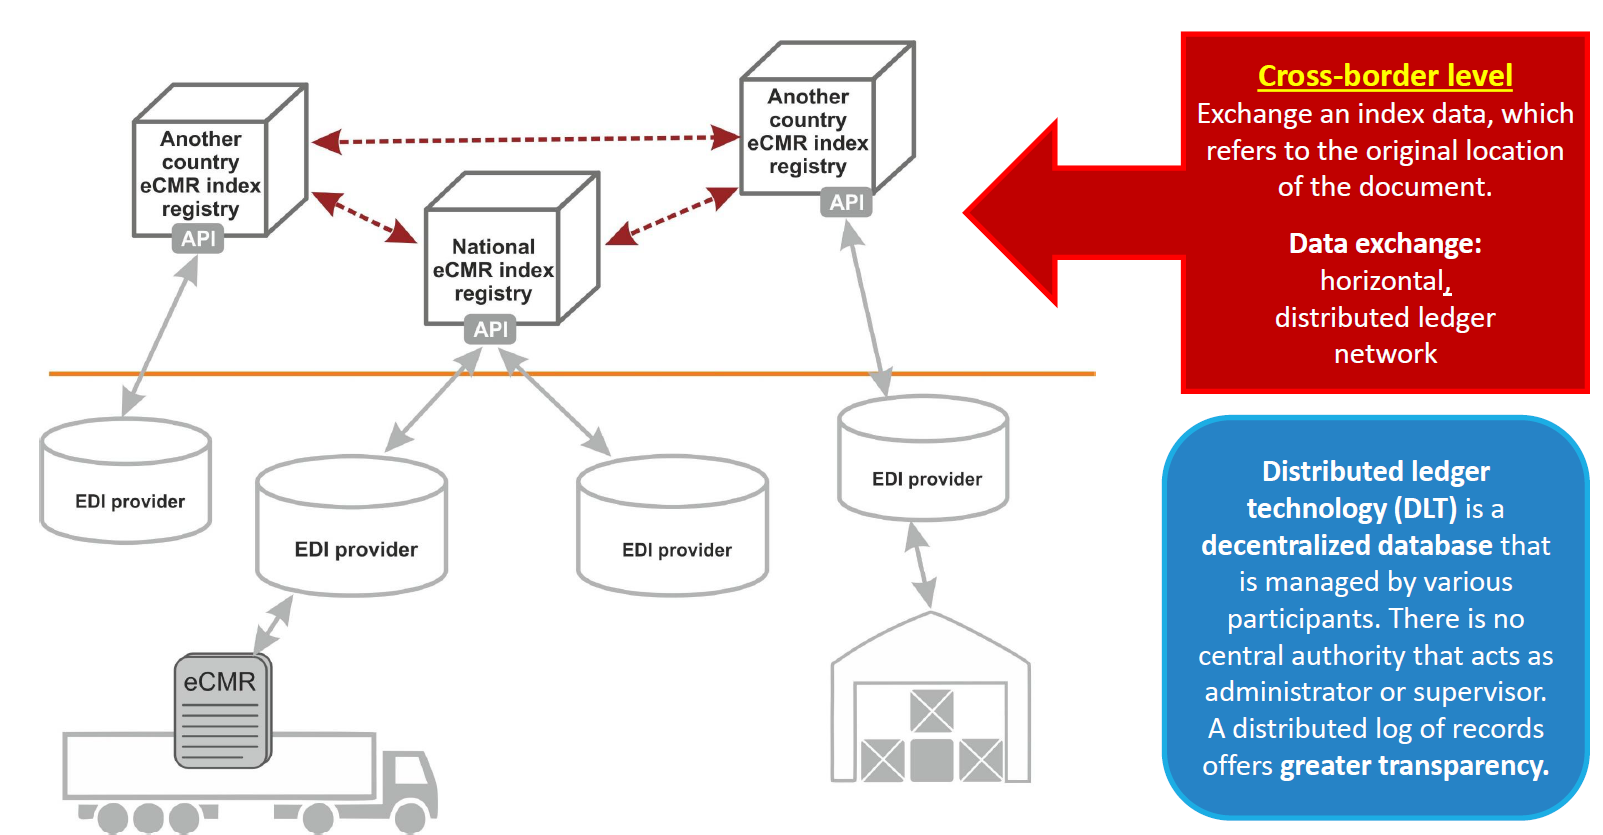 Another
country
eCMR index
registry
API
Another
country
eCMR index
registry
API
National
eCMR index
registry
API
EDI provider
EDI provider
EDI provider
EDI provider
eCMR
Cross-border level
Exchange an index data, which
refers to the original location
of the document.
Data exchange:
horizontal,
distributed ledger
network
Distributed ledger
technology (DLT) is a
decentralized database that
is managed by various
participants. There is no
central authority that acts as
administrator or supervisor.
A distributed log of records
offers greater transparency.